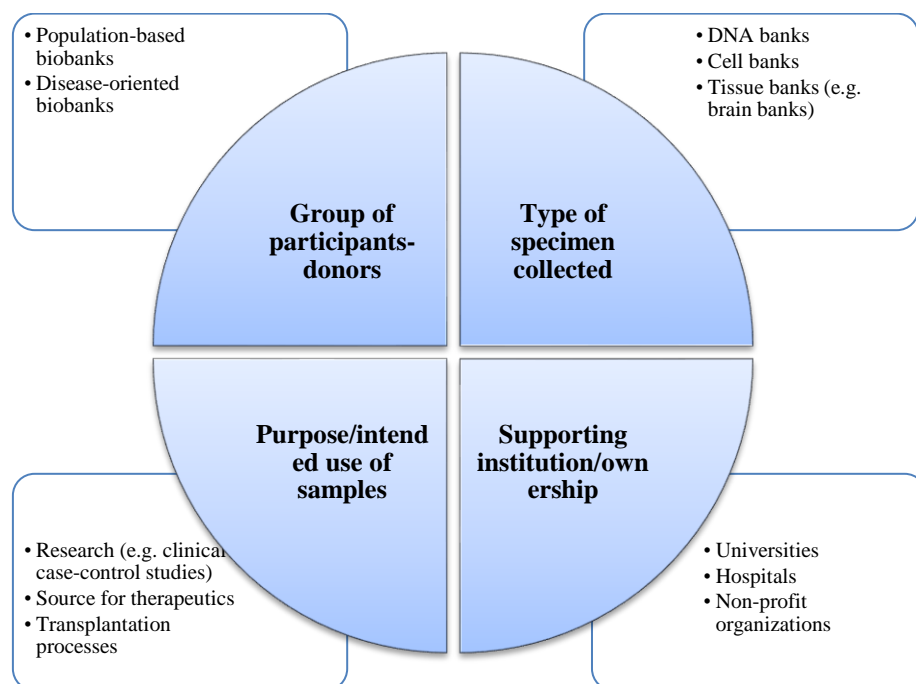 • Population-based
biobanks
• Disease-oriented
biobanks
• DNA banks
• Cell banks
• Tissue banks (e.g.
brain banks)
Group of
participants-
donors
Type of
specimen
collected
Purpose/intend
ed use of
samples
Supporting
institution/own
ership
• Research (e.g. clinical
case-control studies)
• Source for therapeutics
• Transplantation
processes
• Universities
• Hospitals
• Non-profit
organizations